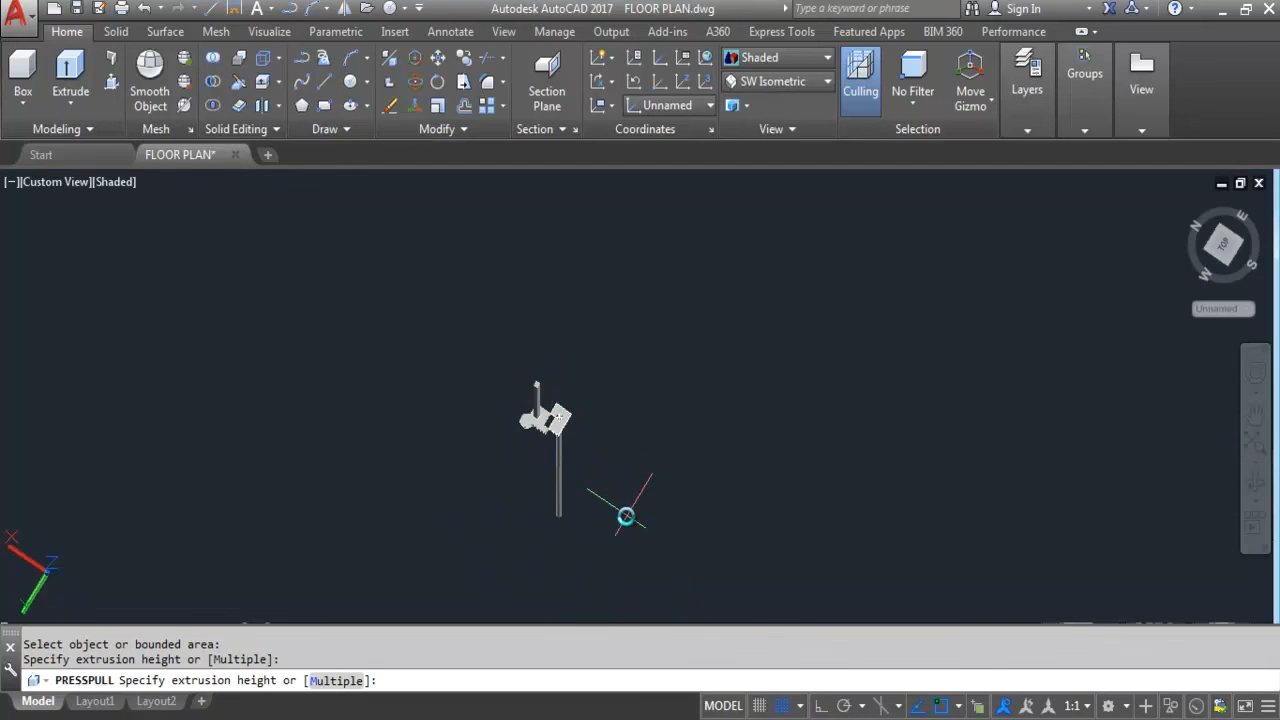 Autodesk AutoCAD 2017 FLOOR PLAN.dwg
Type a keyword or phrase
Sign In
Home Solid Surface Mesh Visualize Parametric Insert Annotate View Manage Output Add-ins A360 Express Tools Featured Apps BIM 360 Performance
Box
Extrude
Smooth
Object
Section
Plane
Shaded
SW Isometric
Unnamed
Culling
No Filter
Move
Gizmo
Layers
Groups
View
Modeling
Mesh
Solid Editing
Draw
Modify
Section
Coordinates
View
Selection
Start
FLOOR PLAN*
[−][Custom View][Shaded]
N
E
TOP
W
S
Unnamed
X
Z
Select object or bounded area:
Specify extrusion height or [Multiple]:
PRESSPULL Specify extrusion height or [Multiple]:
Model Layout1 Layout2
MODEL
1:1